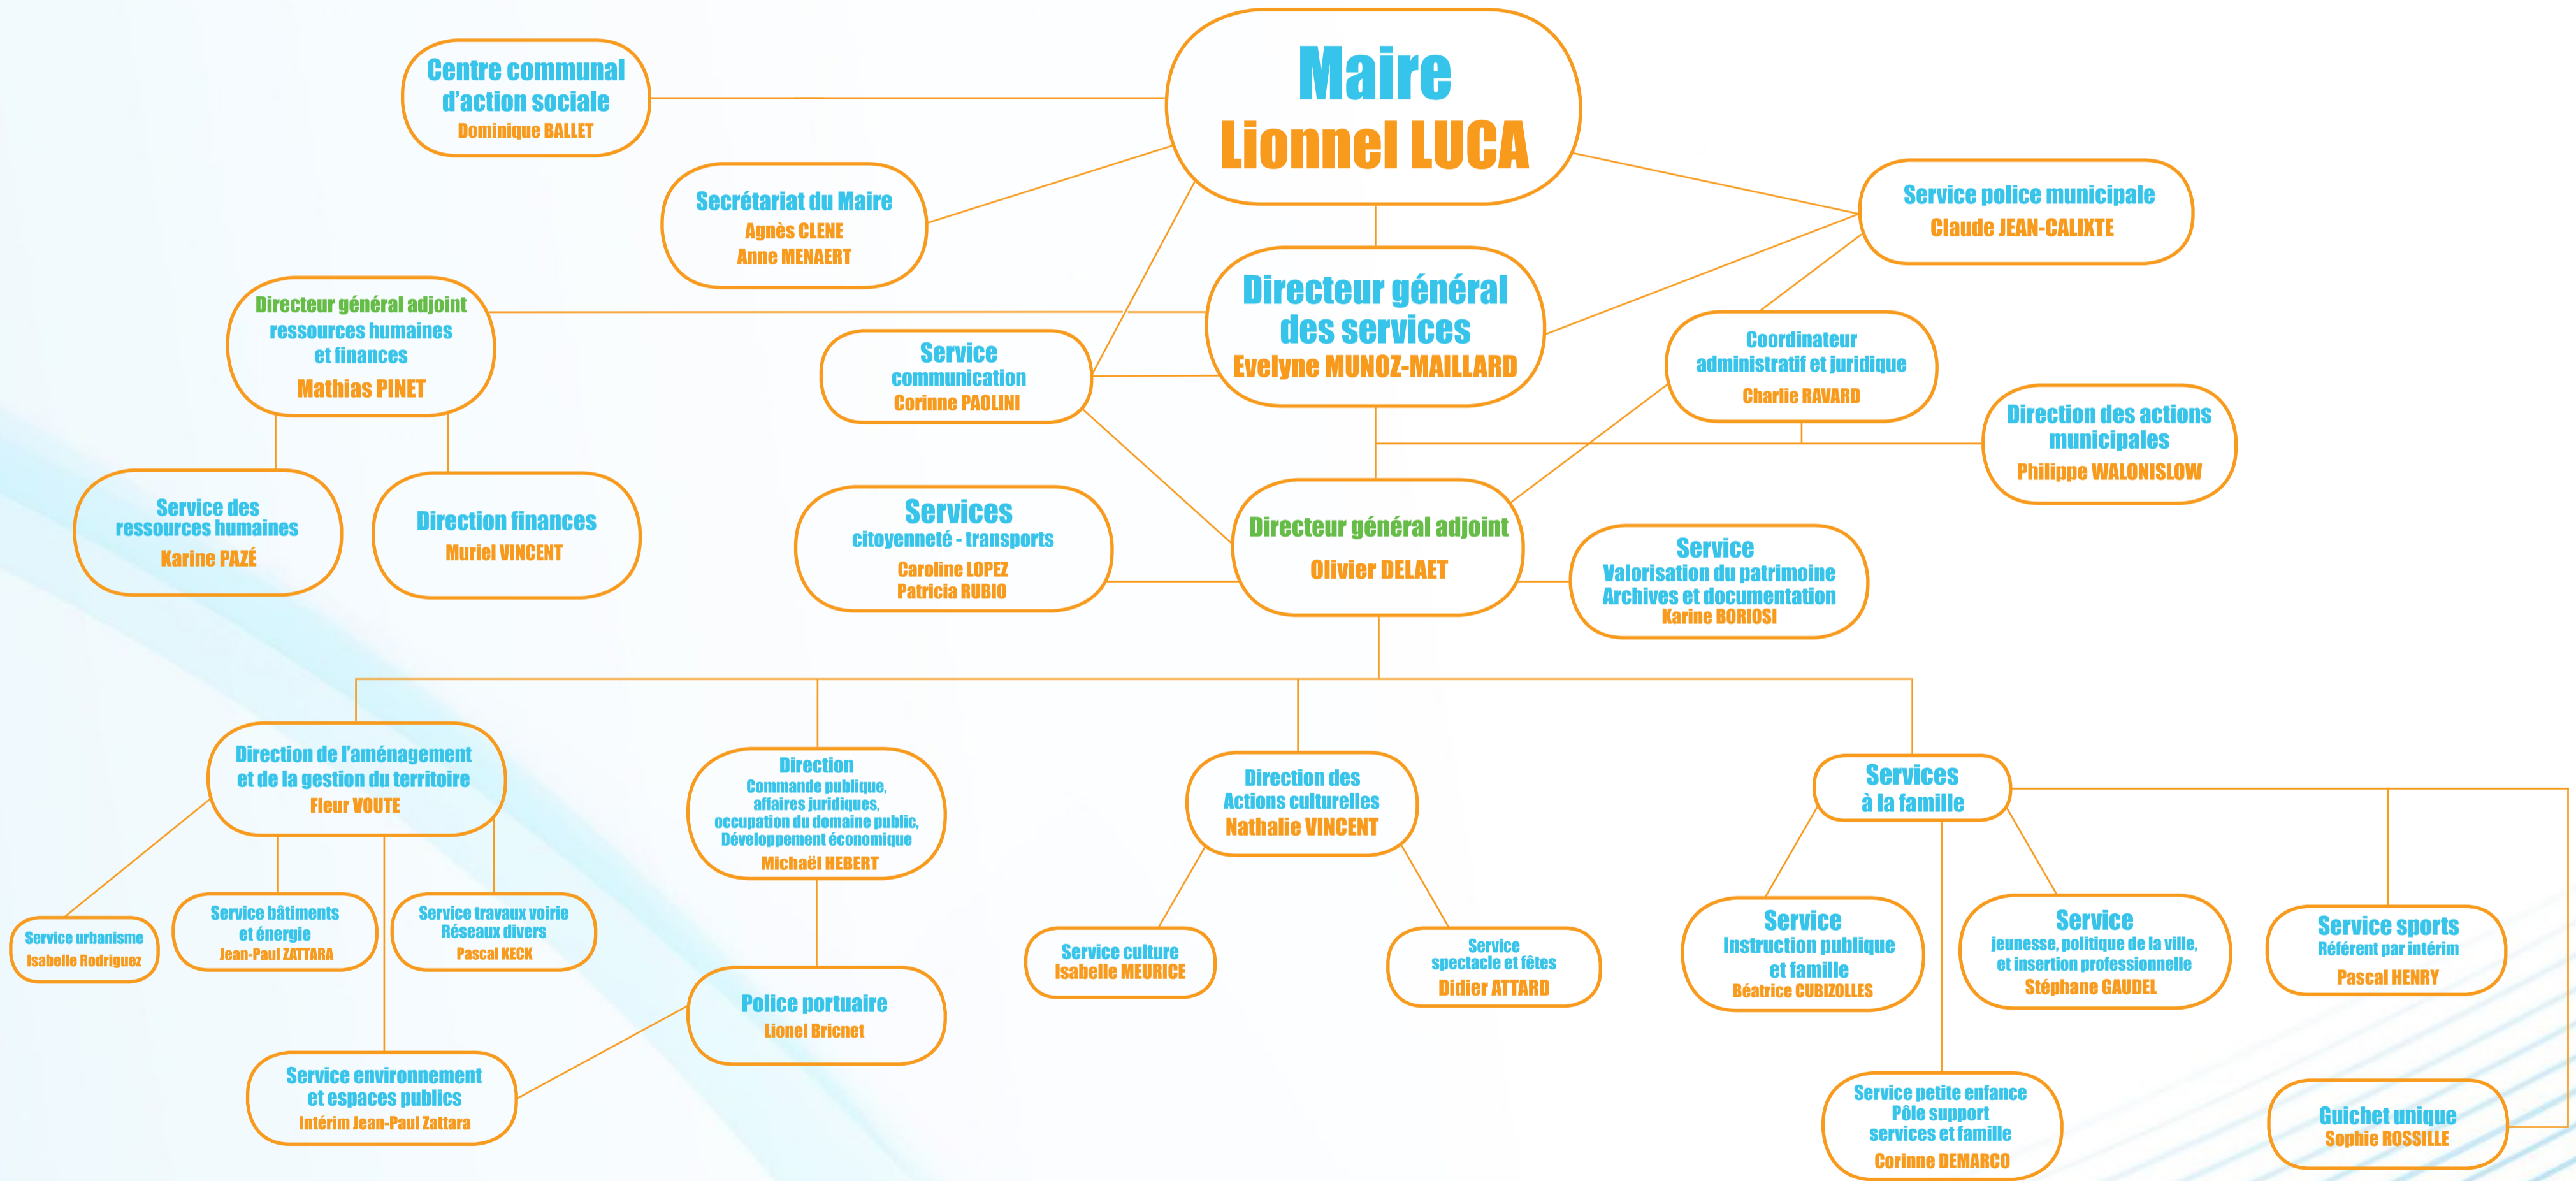 Maire
Lionnel LUCA
Centre communal
d'action sociale
Dominique BALLET
Secrétariat du Maire
Agnès CLENE
Anne MENAERT
Service police municipale
Claude JEAN-CALIXTE
Directeur général adjoint
ressources humaines
et finances
Mathias PINET
Directeur général
des services
Evelyne MUNOZ-MAILLARD
Service
communication
Corinne PAOLINI
Coordinateur
administratif et juridique
Charlie RAVARD
Direction des actions
municipales
Philippe WALONISLOW
Service des
ressources humaines
Karine PAZÉ
Direction finances
Muriel VINCENT
Services
citoyenneté - transports
Caroline LOPEZ
Patricia RUBIO
Directeur général adjoint
Olivier DELAET
Service
Valorisation du patrimoine
Archives et documentation
Karine BORIOSI
Direction de l'aménagement
et de la gestion du territoire
Fleur VOUTE
Direction
Commande publique,
affaires juridiques,
occupation du domaine public,
Développement économique
Michaël HEBERT
Direction des
Actions culturelles
Nathalie VINCENT
Services
à la famille
Service urbanisme
Isabelle Rodriguez
Service bâtiments
et énergie
Jean-Paul ZATTARA
Service travaux voirie
Réseaux divers
Pascal KECK
Police portuaire
Lionel Bricnet
Service environnement
et espaces publics
Intérim Jean-Paul Zattara
Service culture
Isabelle MEURICE
Service
spectacle et fêtes
Didier ATTARD
Service
Instruction publique
et famille
Béatrice CUBIZOLLES
Service
jeunesse, politique de la ville,
et insertion professionnelle
Stéphane GAUDEL
Service sports
Référent par intérim
Pascal HENRY
Service petite enfance
Pôle support
services et famille
Corinne DEMARCO
Guichet unique
Sophie ROSSILLE